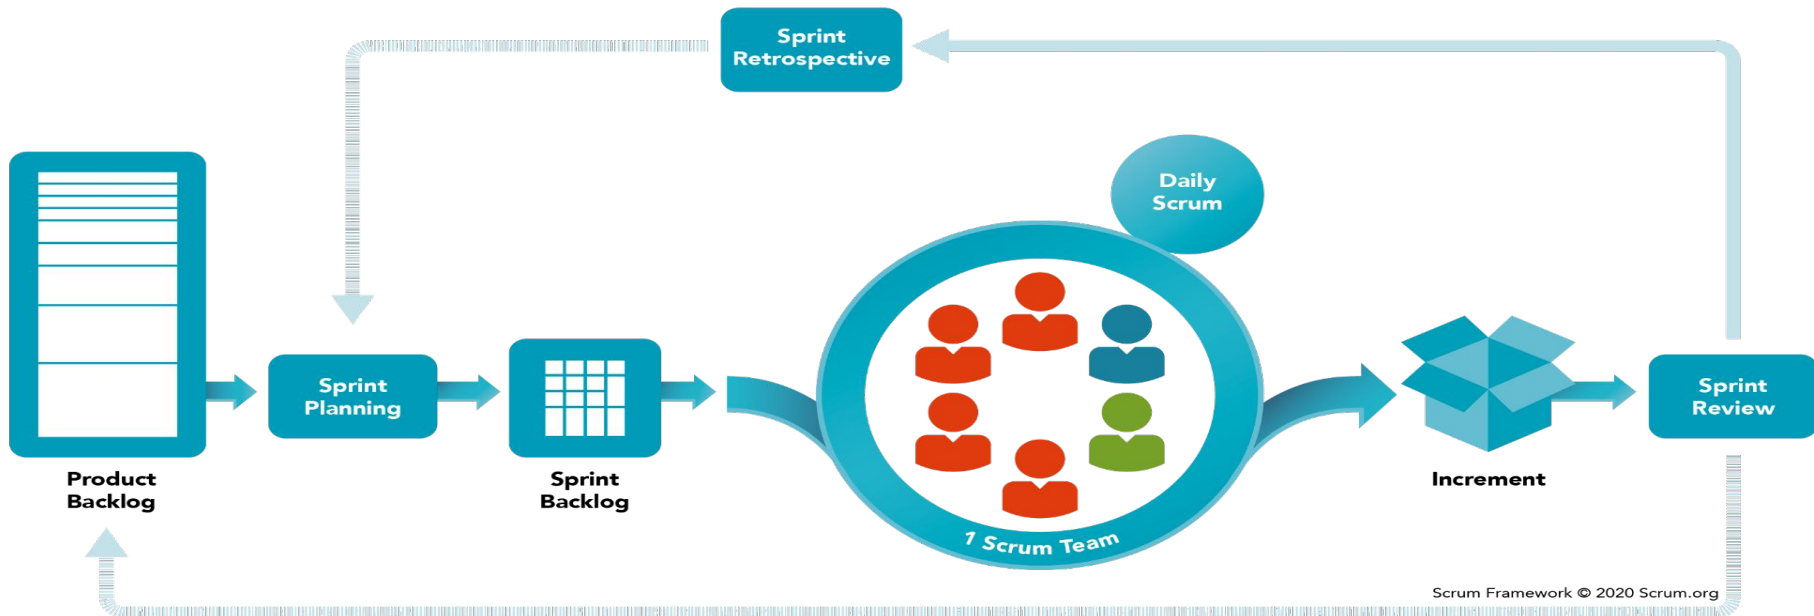 Sprint
Retrospective
Daily
Scrum
Sprint
Planning
Sprint
Review
Product
Backlog
Sprint
Backlog
Increment
1 Scrum Team
Scrum Framework © 2020 Scrum.org